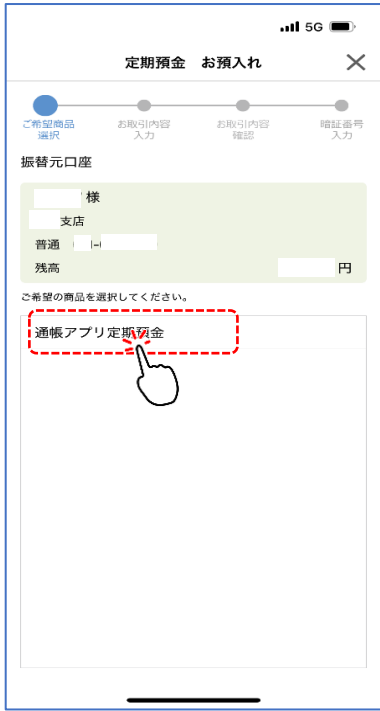 5G
定期預金 お預入れ
ご希望商品
選択
お取引内容
入力
お取引内容
確認
暗証番号
入力
振替元口座
様
支店
普通 -
残高 円
ご希望の商品を選択してください。
通帳アプリ定期預金